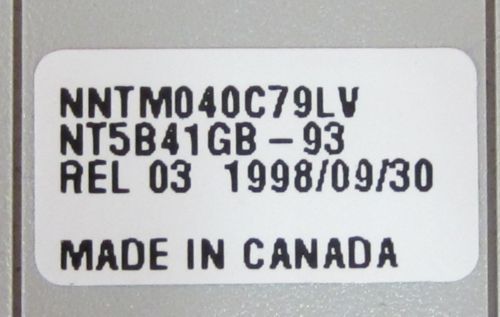 NNTM040C79LV
NT5B41GB-93
REL 03 1998/09/30
MADE IN CANADA